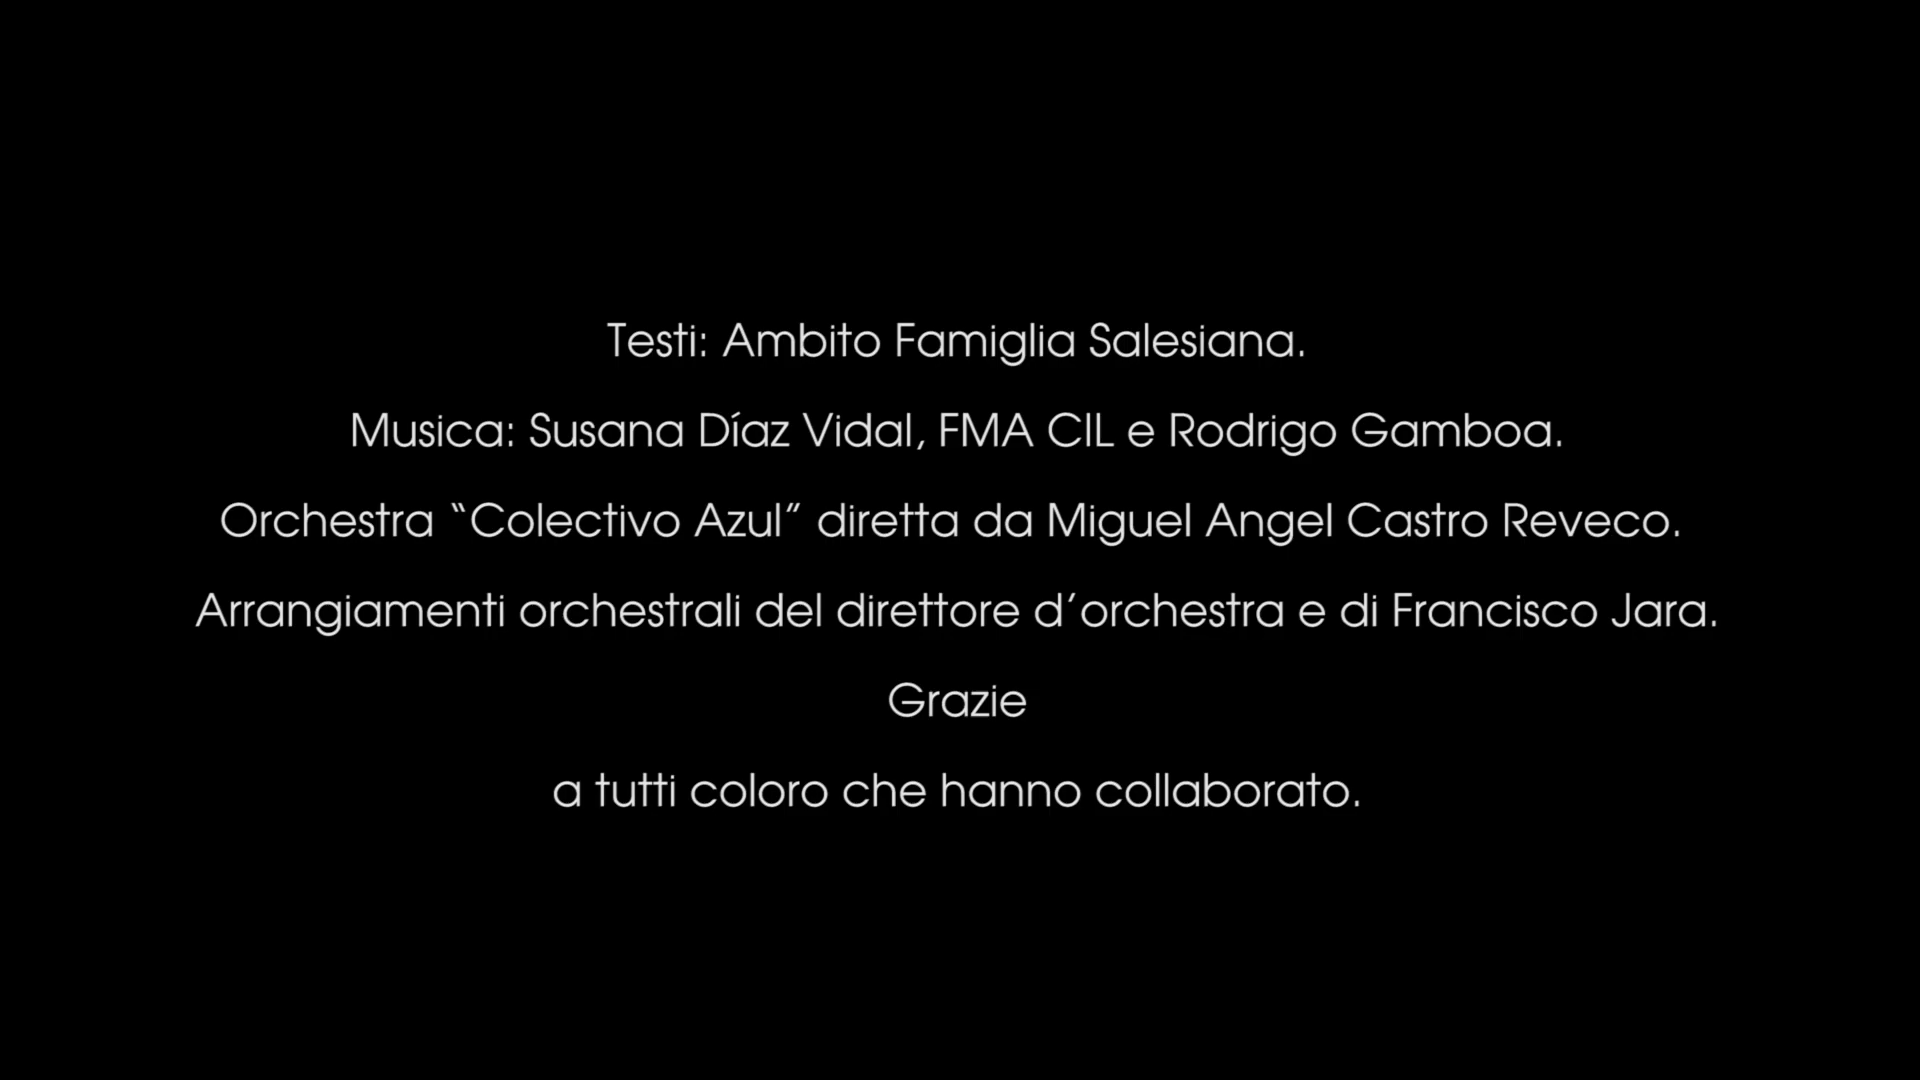 Testi: Ambito Famiglia Salesiana.
Musica: Susana Díaz Vidal, FMA CIL e Rodrigo Gamboa.
Orchestra “Colectivo Azul” diretta da Miguel Angel Castro Reveco.
Arrangiamenti orchestrali del direttore d’orchestra e di Francisco Jara.
Grazie
a tutti coloro che hanno collaborato.